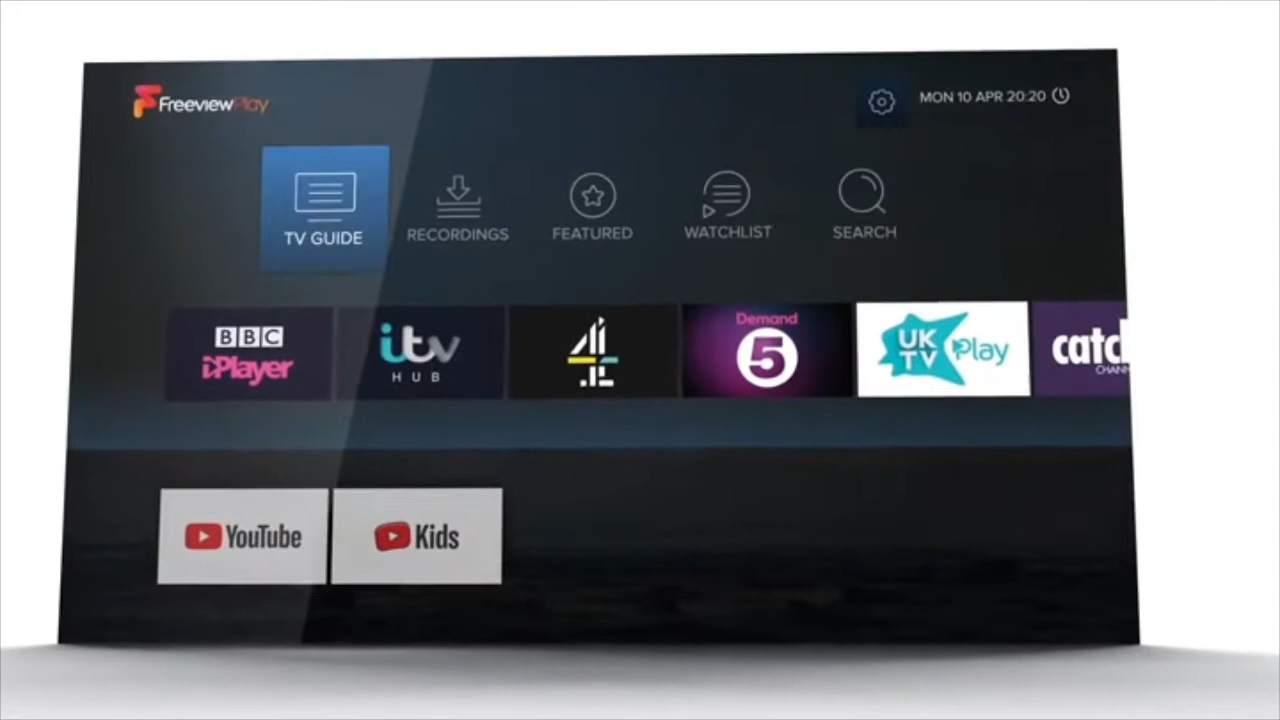 FreeviewPlay
MON 10 APR 20:20
TV GUIDE
RECORDINGS
FEATURED
WATCHLIST
SEARCH
BBC
iPlayer
itv
HUB
4
Demand
5
UK
TV
Play
YouTube
Kids